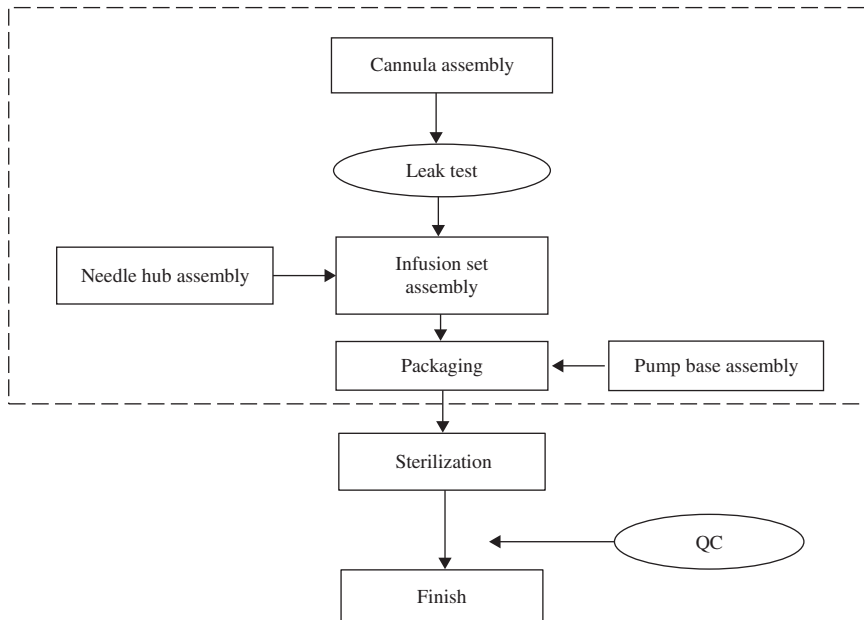 Cannula assembly
Leak test
Needle hub assembly
Infusion set
assembly
Packaging
Pump base assembly
Sterilization
QC
Finish